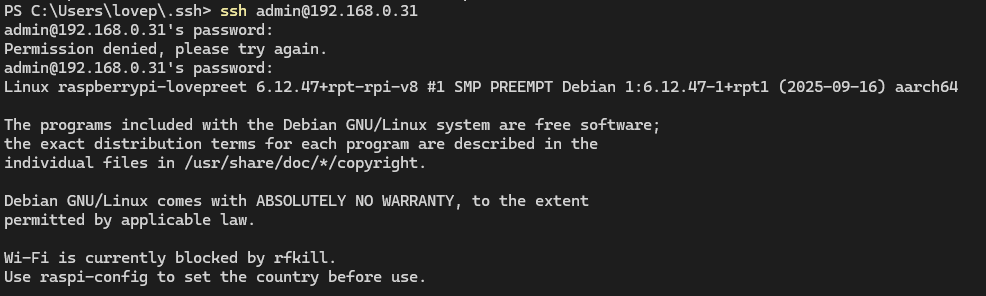 PS C:\Users\lovep\.ssh> ssh admin@192.168.0.31
admin@192.168.0.31's password:
Permission denied, please try again.
admin@192.168.0.31's password:
Linux raspberrypi-lovepreet 6.12.47+rpt-rpi-v8 #1 SMP PREEMPT Debian 1:6.12.47-1+rpt1 (2025-09-16) aarch64
The programs included with the Debian GNU/Linux system are free software;
the exact distribution terms for each program are described in the
individual files in /usr/share/doc/*/copyright.
Debian GNU/Linux comes with ABSOLUTELY NO WARRANTY, to the extent
permitted by applicable law.
Wi-Fi is currently blocked by rfkill.
Use raspi-config to set the country before use.